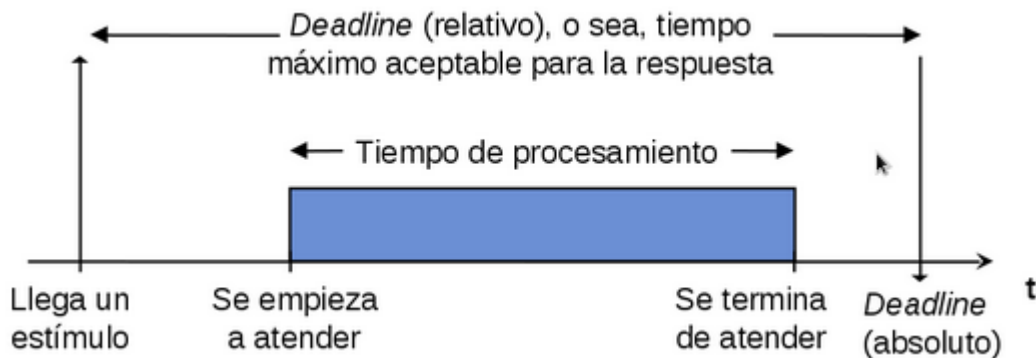 Deadline (relativo), o sea, tiempo
máximo aceptable para la respuesta
Tiempo de procesamiento
t
Llega un
estímulo
Se empieza
a atender
Se termina
de atender
Deadline
(absoluto)